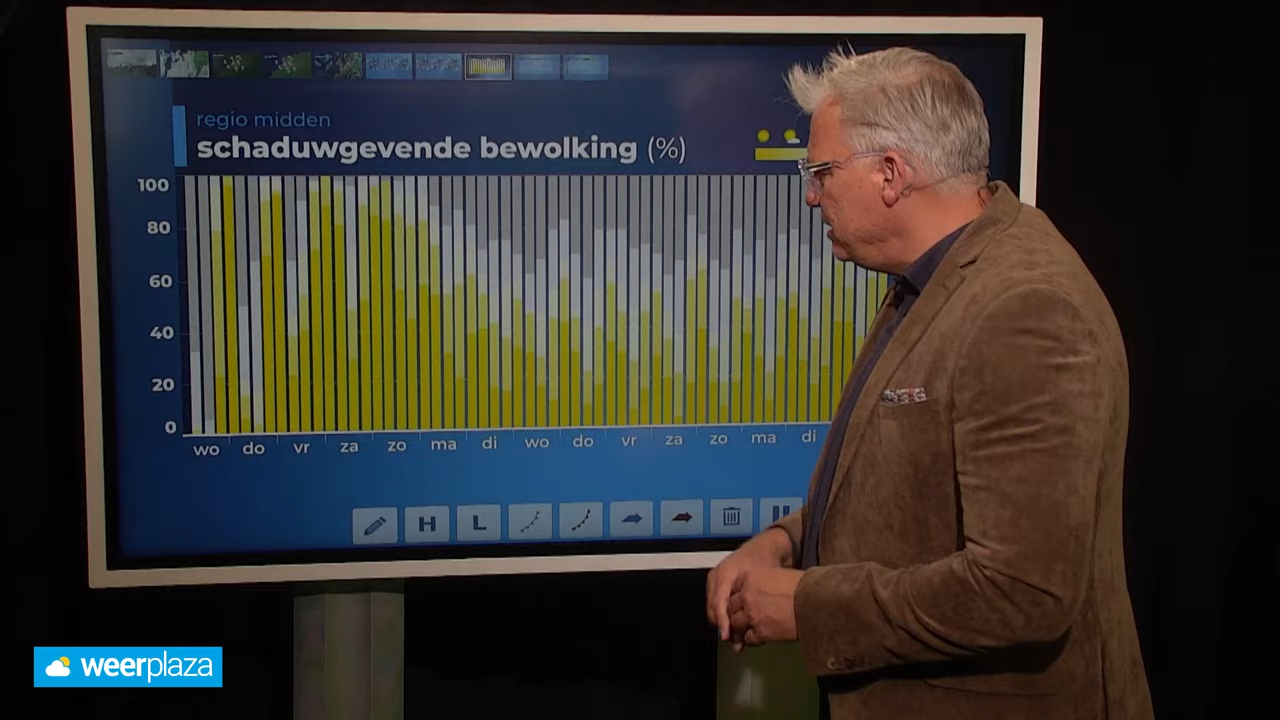 regio midden
schaduwgevende bewolking (%)
100
80
60
40
20
0
wo do vr za zo ma di wo do vr za zo ma di
H L
weerplaza